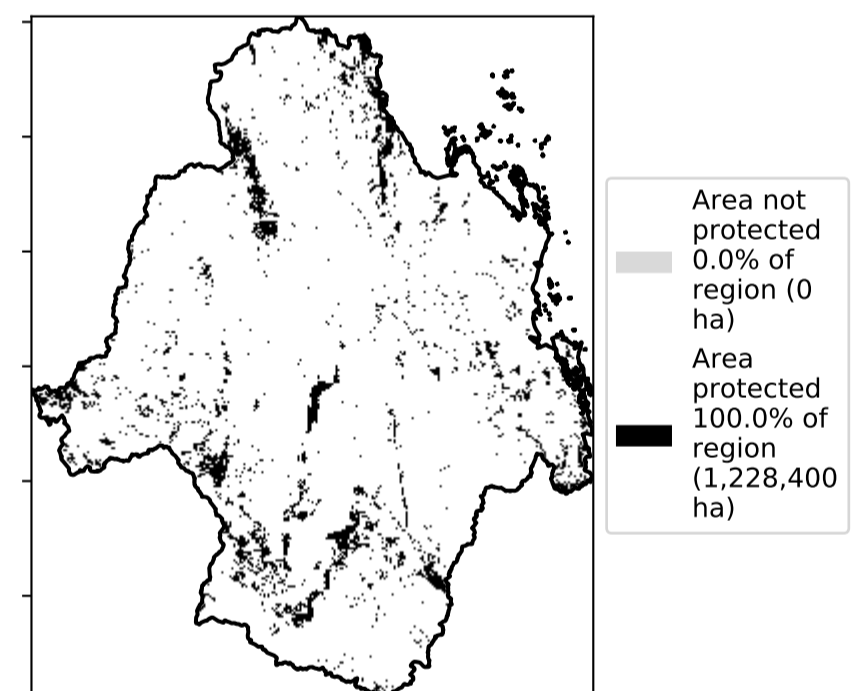 Area not
protected
0.0% of
region (0
ha)
Area
protected
100.0% of
region
(1,228,400
ha)